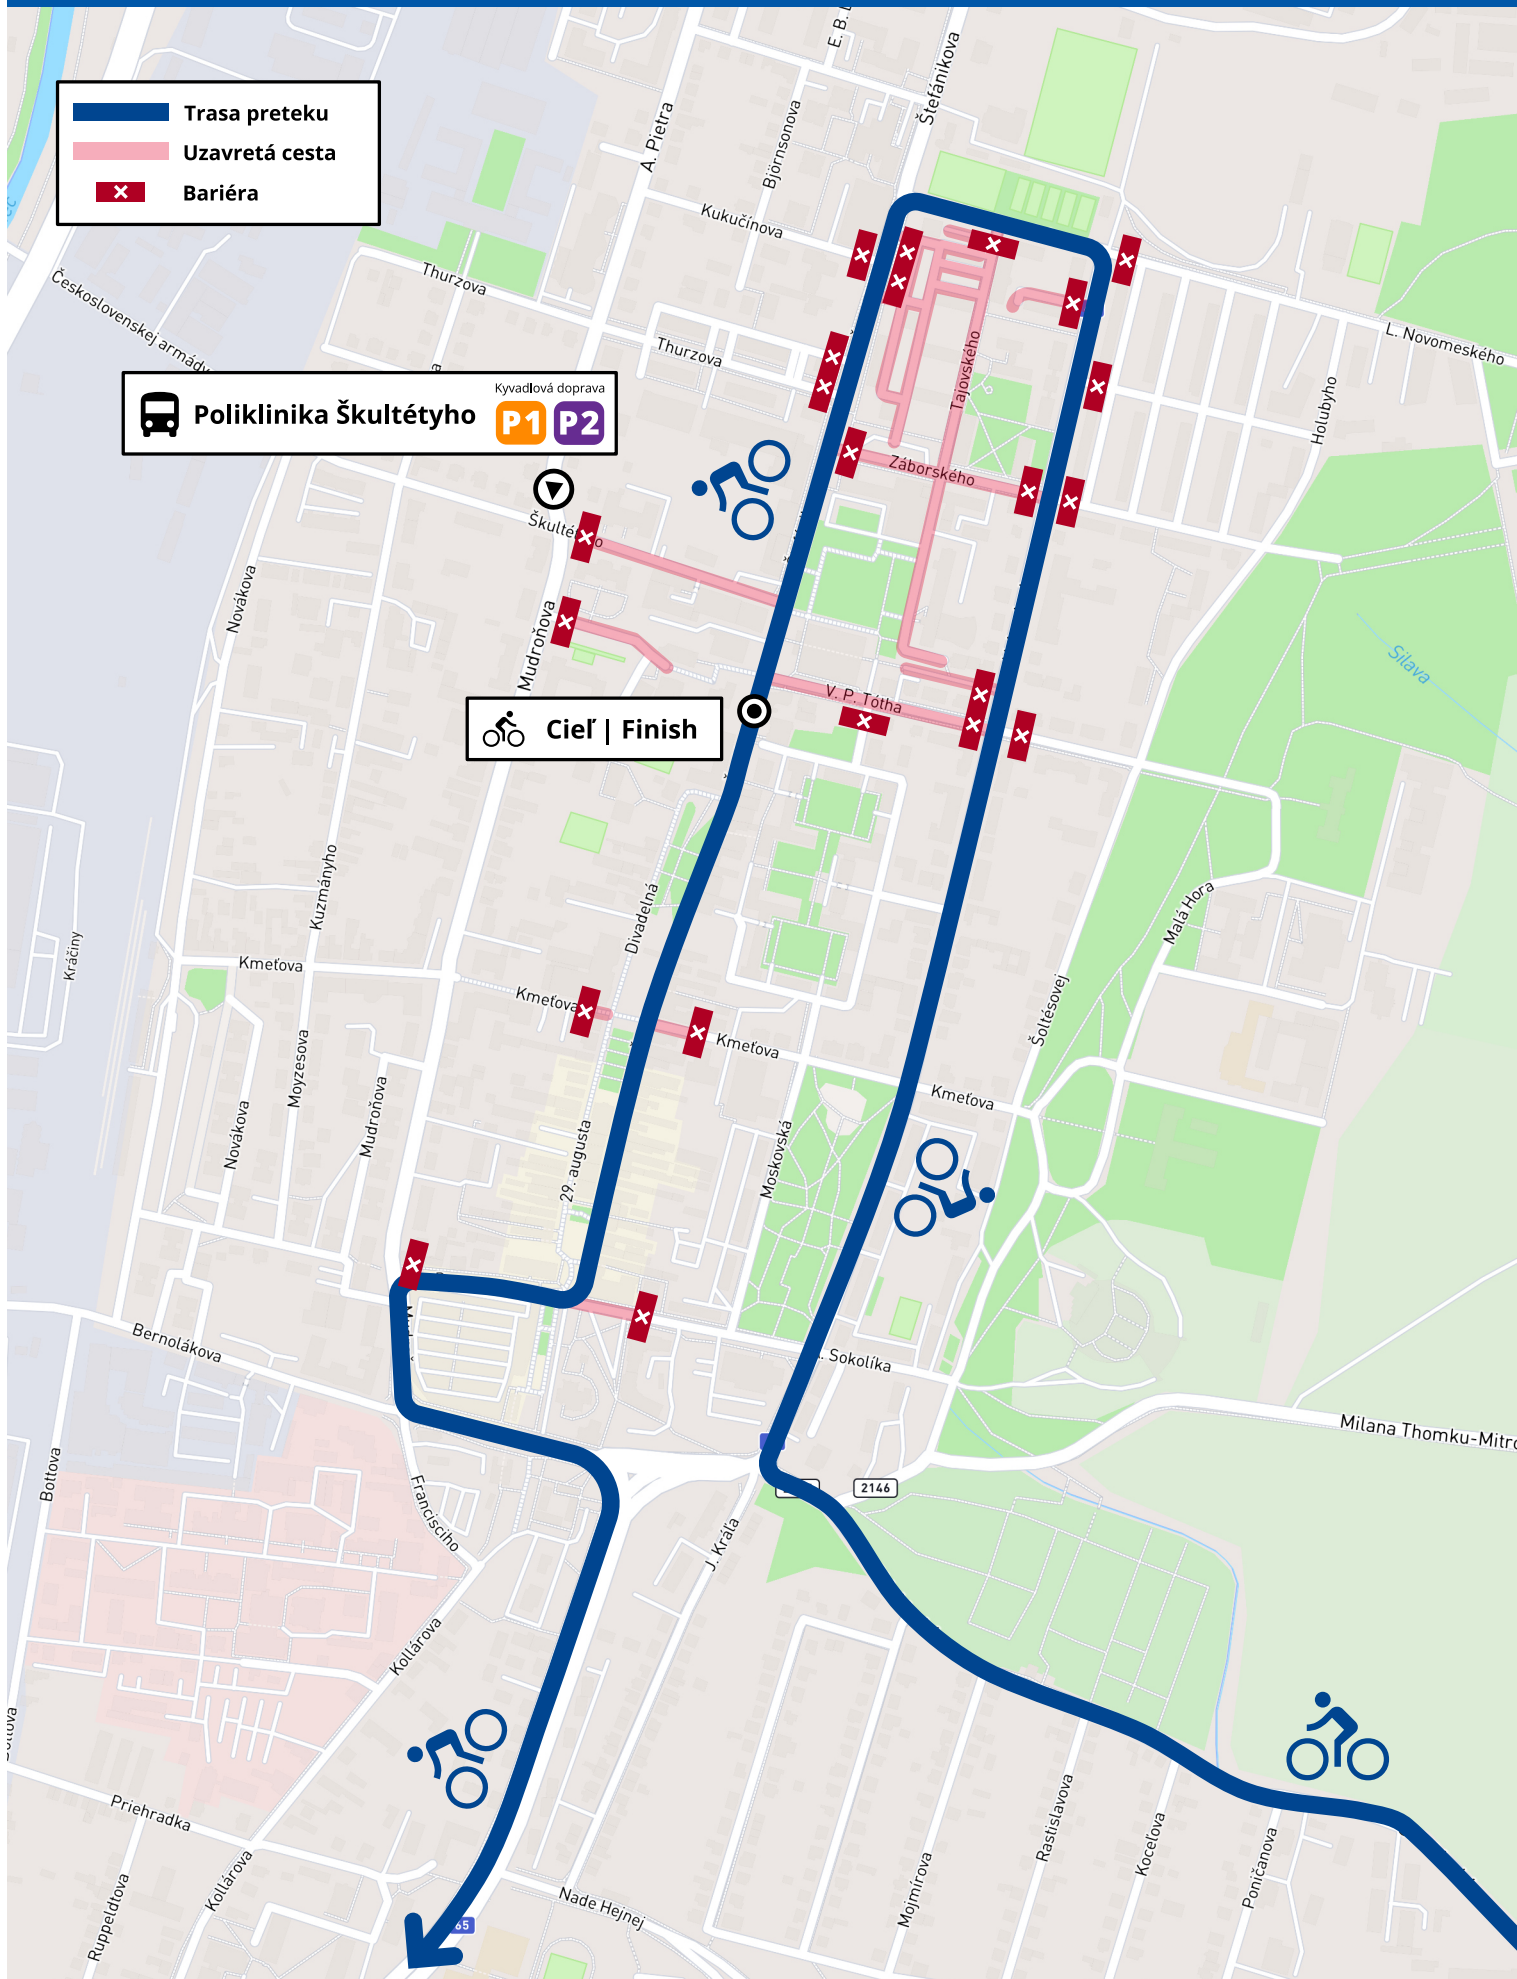 Trasa preteku
Uzavretá cesta
Bariéra
A. Pietra
Björnsonova
Štefánikova
Kukučínova
Thurzova
Thurzova
Československej armády
L. Novomeského
Holubyho
Tajovského
Záborského
Kyvadlová doprava
Poliklinika Škultétyho
P1
P2
Nováková
Mudroňova
V. P. Tótha
Silava
Cieľ | Finish
Kuzmányho
Divadelná
Malá Hora
Kráčiny
Kmeťova
Kmeťova
Kmeťova
Kmeťova
Šoltésovej
Moyzesova
Mudroňova
Novákova
29. augusta
Moskovská
Bernolákova
Sokolíka
Milana Thomku-Mitro
2146
Bottova
Francisciho
J. Kráľa
Kollárova
Priehradka
Kollárova
Ruppeldtova
Nade Hejnej
65
Mojmírova
Rastislavova
Koceľova
Poničanova